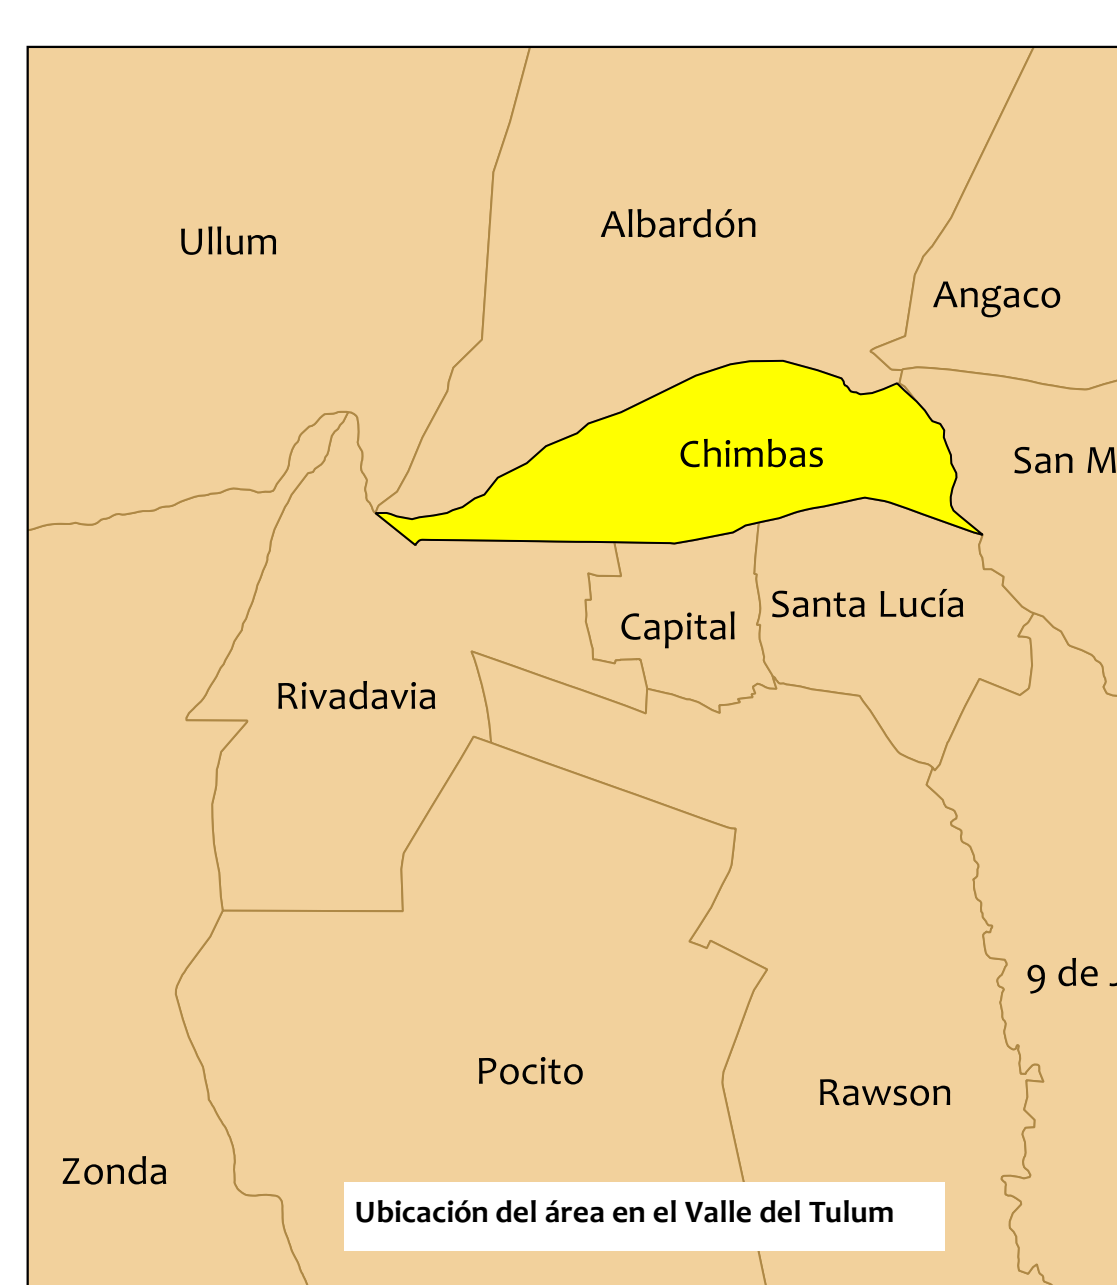 Ullum
Albardón
Angaco
Chimbas
San M
Santa Lucía
Capital
Rivadavia
9 de J
Pocito
Rawson
Zonda
Ubicación del área en el Valle del Tulum